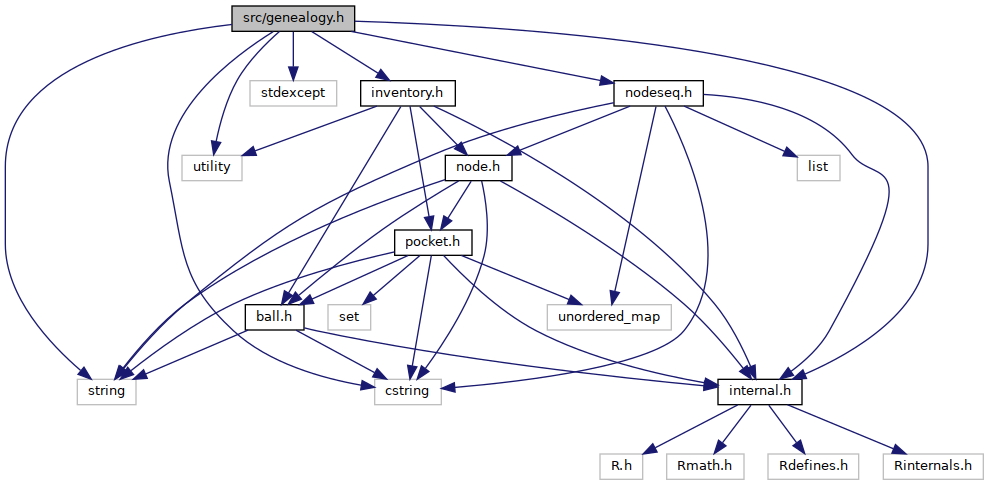 src/genealogy.h
stdexcept
inventory.h
nodeseq.h
utility
node.h
list
pocket.h
ball.h
set
unordered_map
string
cstring
internal.h
R.h
Rmath.h
Rdefines.h
Rinternals.h